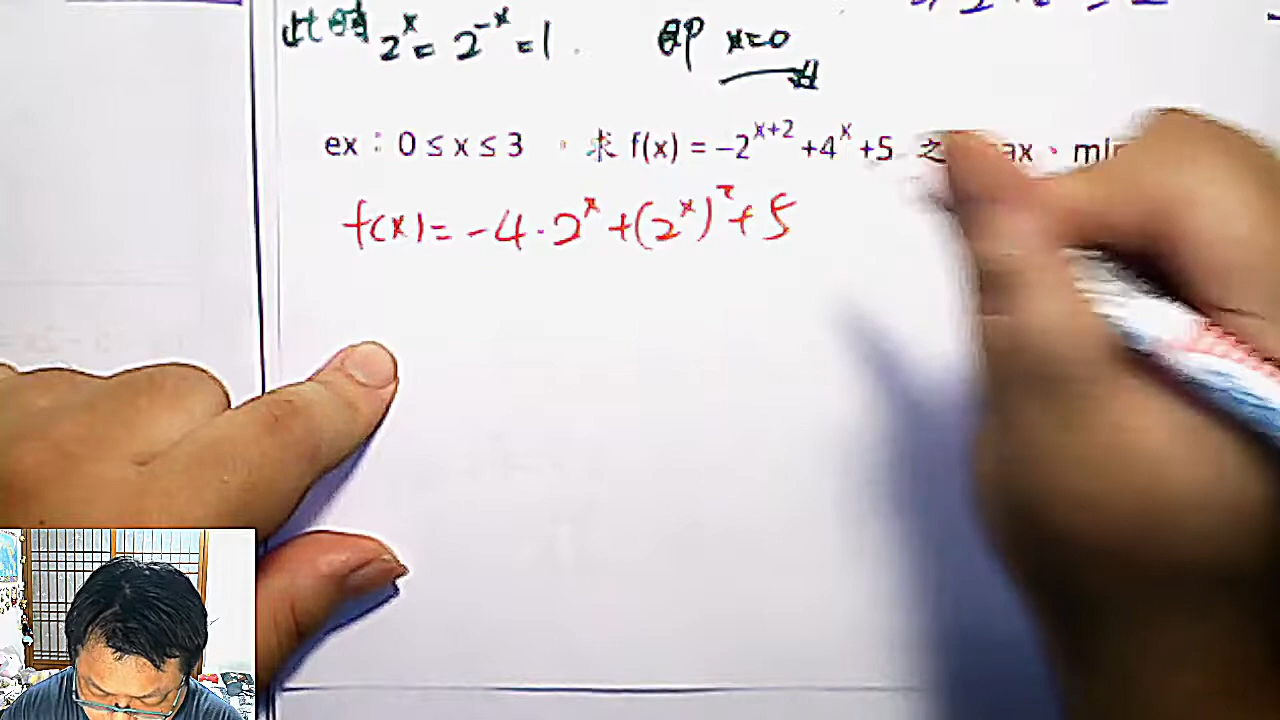 此時 2^x = 2^-x = 1. 即 x=0
ex：0 ≤ x ≤ 3 ，求 f(x) = -2^{x+2} +4^x +5 之
f(x) = -4 · 2^x + (2^x)^2 + 5